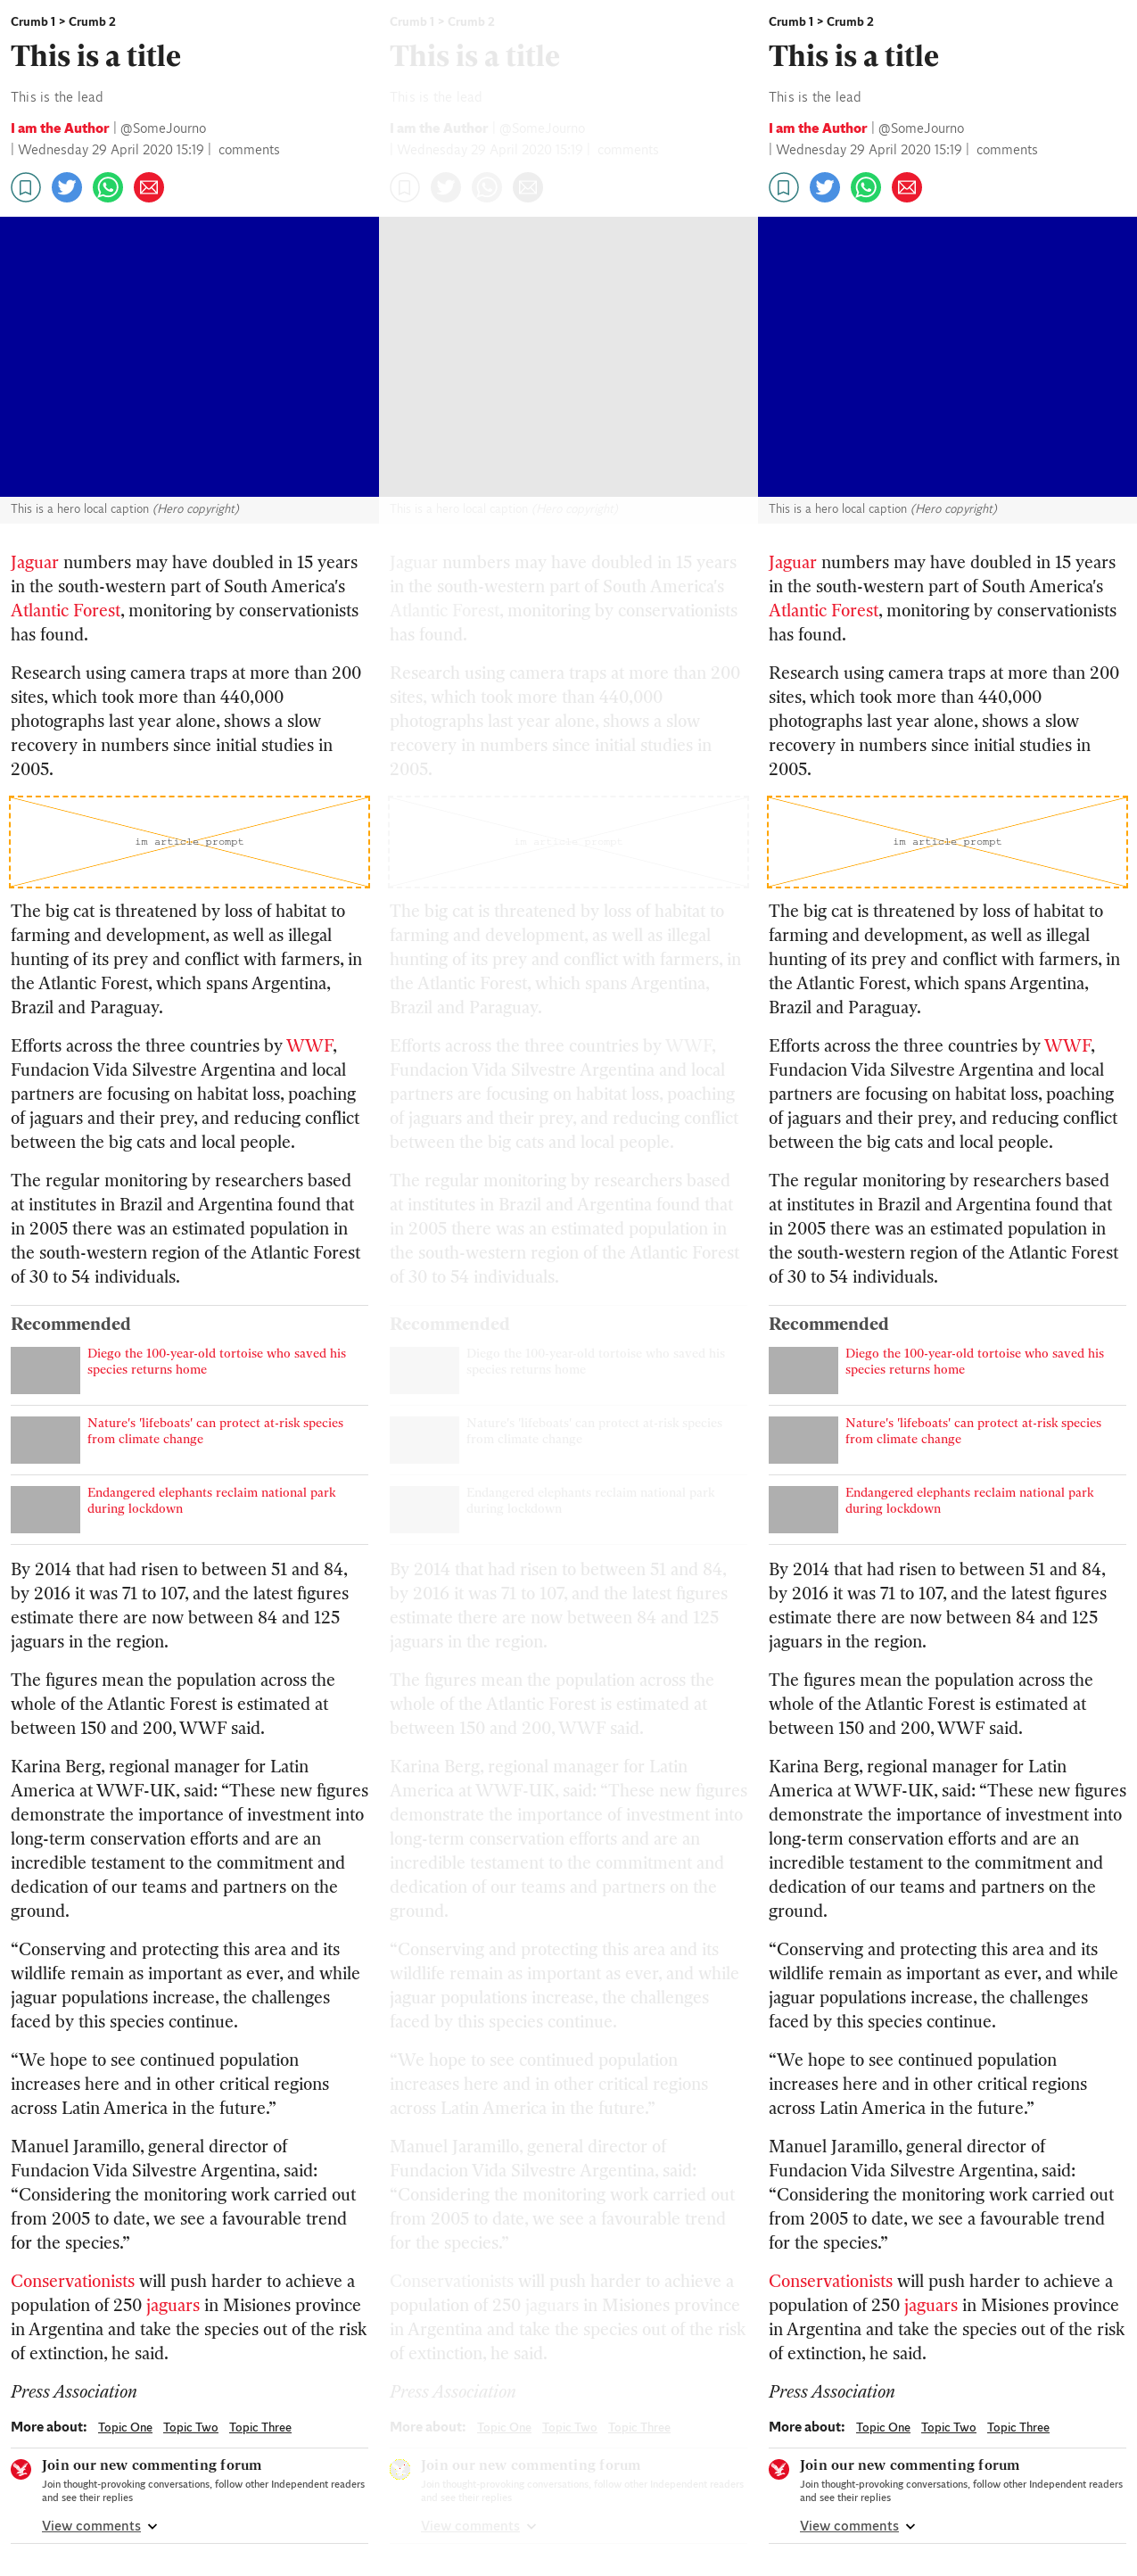 Crumb 1 > Crumb 2
This is a title
This is the lead
I am the Author | @SomeJourno
| Wednesday 29 April 2020 15:19 | comments
This is a hero local caption (Hero copyright)
Jaguar numbers may have doubled in 15 years
in the south-western part of South America's
Atlantic Forest, monitoring by conservationists
has found.
Research using camera traps at more than 200
sites, which took more than 440,000
photographs last year alone, shows a slow
recovery in numbers since initial studies in
2005.
im article prompt
The big cat is threatened by loss of habitat to
farming and development, as well as illegal
hunting of its prey and conflict with farmers, in
the Atlantic Forest, which spans Argentina,
Brazil and Paraguay.
Efforts across the three countries by WWF,
Fundacion Vida Silvestre Argentina and local
partners are focusing on habitat loss, poaching
of jaguars and their prey, and reducing conflict
between the big cats and local people.
The regular monitoring by researchers based
at institutes in Brazil and Argentina found that
in 2005 there was an estimated population in
the south-western region of the Atlantic Forest
of 30 to 54 individuals.
Recommended
Diego the 100-year-old tortoise who saved his
species returns home
Nature's 'lifeboats' can protect at-risk species
from climate change
Endangered elephants reclaim national park
during lockdown
By 2014 that had risen to between 51 and 84,
by 2016 it was 71 to 107, and the latest figures
estimate there are now between 84 and 125
jaguars in the region.
The figures mean the population across the
whole of the Atlantic Forest is estimated at
between 150 and 200, WWF said.
Karina Berg, regional manager for Latin
America at WWF-UK, said: “These new figures
demonstrate the importance of investment into
long-term conservation efforts and are an
incredible testament to the commitment and
dedication of our teams and partners on the
ground.
“Conserving and protecting this area and its
wildlife remain as important as ever, and while
jaguar populations increase, the challenges
faced by this species continue.
“We hope to see continued population
increases here and in other critical regions
across Latin America in the future.”
Manuel Jaramillo, general director of
Fundacion Vida Silvestre Argentina, said:
“Considering the monitoring work carried out
from 2005 to date, we see a favourable trend
for the species.”
Conservationists will push harder to achieve a
population of 250 jaguars in Misiones province
in Argentina and take the species out of the risk
of extinction, he said.
Press Association
More about: Topic One Topic Two Topic Three
Join our new commenting forum
Join thought-provoking conversations, follow other Independent readers
and see their replies
View comments
Crumb 1 > Crumb 2
This is a title
This is the lead
I am the Author | @SomeJourno
| Wednesday 29 April 2020 15:19 | comments
This is a hero local caption (Hero copyright)
Jaguar numbers may have doubled in 15 years
in the south-western part of South America's
Atlantic Forest, monitoring by conservationists
has found.
Research using camera traps at more than 200
sites, which took more than 440,000
photographs last year alone, shows a slow
recovery in numbers since initial studies in
2005.
im article prompt
The big cat is threatened by loss of habitat to
farming and development, as well as illegal
hunting of its prey and conflict with farmers, in
the Atlantic Forest, which spans Argentina,
Brazil and Paraguay.
Efforts across the three countries by WWF,
Fundacion Vida Silvestre Argentina and local
partners are focusing on habitat loss, poaching
of jaguars and their prey, and reducing conflict
between the big cats and local people.
The regular monitoring by researchers based
at institutes in Brazil and Argentina found that
in 2005 there was an estimated population in
the south-western region of the Atlantic Forest
of 30 to 54 individuals.
Recommended
Diego the 100-year-old tortoise who saved his
species returns home
Nature's 'lifeboats' can protect at-risk species
from climate change
Endangered elephants reclaim national park
during lockdown
By 2014 that had risen to between 51 and 84,
by 2016 it was 71 to 107, and the latest figures
estimate there are now between 84 and 125
jaguars in the region.
The figures mean the population across the
whole of the Atlantic Forest is estimated at
between 150 and 200, WWF said.
Karina Berg, regional manager for Latin
America at WWF-UK, said: “These new figures
demonstrate the importance of investment into
long-term conservation efforts and are an
incredible testament to the commitment and
dedication of our teams and partners on the
ground.
“Conserving and protecting this area and its
wildlife remain as important as ever, and while
jaguar populations increase, the challenges
faced by this species continue.
“We hope to see continued population
increases here and in other critical regions
across Latin America in the future.”
Manuel Jaramillo, general director of
Fundacion Vida Silvestre Argentina, said:
“Considering the monitoring work carried out
from 2005 to date, we see a favourable trend
for the species.”
Conservationists will push harder to achieve a
population of 250 jaguars in Misiones province
in Argentina and take the species out of the risk
of extinction, he said.
Press Association
More about: Topic One Topic Two Topic Three
Join our new commenting forum
Join thought-provoking conversations, follow other Independent readers
and see their replies
View comments
Crumb 1 > Crumb 2
This is a title
This is the lead
I am the Author | @SomeJourno
| Wednesday 29 April 2020 15:19 | comments
This is a hero local caption (Hero copyright)
Jaguar numbers may have doubled in 15 years
in the south-western part of South America's
Atlantic Forest, monitoring by conservationists
has found.
Research using camera traps at more than 200
sites, which took more than 440,000
photographs last year alone, shows a slow
recovery in numbers since initial studies in
2005.
im article prompt
The big cat is threatened by loss of habitat to
farming and development, as well as illegal
hunting of its prey and conflict with farmers, in
the Atlantic Forest, which spans Argentina,
Brazil and Paraguay.
Efforts across the three countries by WWF,
Fundacion Vida Silvestre Argentina and local
partners are focusing on habitat loss, poaching
of jaguars and their prey, and reducing conflict
between the big cats and local people.
The regular monitoring by researchers based
at institutes in Brazil and Argentina found that
in 2005 there was an estimated population in
the south-western region of the Atlantic Forest
of 30 to 54 individuals.
Recommended
Diego the 100-year-old tortoise who saved his
species returns home
Nature's 'lifeboats' can protect at-risk species
from climate change
Endangered elephants reclaim national park
during lockdown
By 2014 that had risen to between 51 and 84,
by 2016 it was 71 to 107, and the latest figures
estimate there are now between 84 and 125
jaguars in the region.
The figures mean the population across the
whole of the Atlantic Forest is estimated at
between 150 and 200, WWF said.
Karina Berg, regional manager for Latin
America at WWF-UK, said: “These new figures
demonstrate the importance of investment into
long-term conservation efforts and are an
incredible testament to the commitment and
dedication of our teams and partners on the
ground.
“Conserving and protecting this area and its
wildlife remain as important as ever, and while
jaguar populations increase, the challenges
faced by this species continue.
“We hope to see continued population
increases here and in other critical regions
across Latin America in the future.”
Manuel Jaramillo, general director of
Fundacion Vida Silvestre Argentina, said:
“Considering the monitoring work carried out
from 2005 to date, we see a favourable trend
for the species.”
Conservationists will push harder to achieve a
population of 250 jaguars in Misiones province
in Argentina and take the species out of the risk
of extinction, he said.
Press Association
More about: Topic One Topic Two Topic Three
Join our new commenting forum
Join thought-provoking conversations, follow other Independent readers
and see their replies
View comments